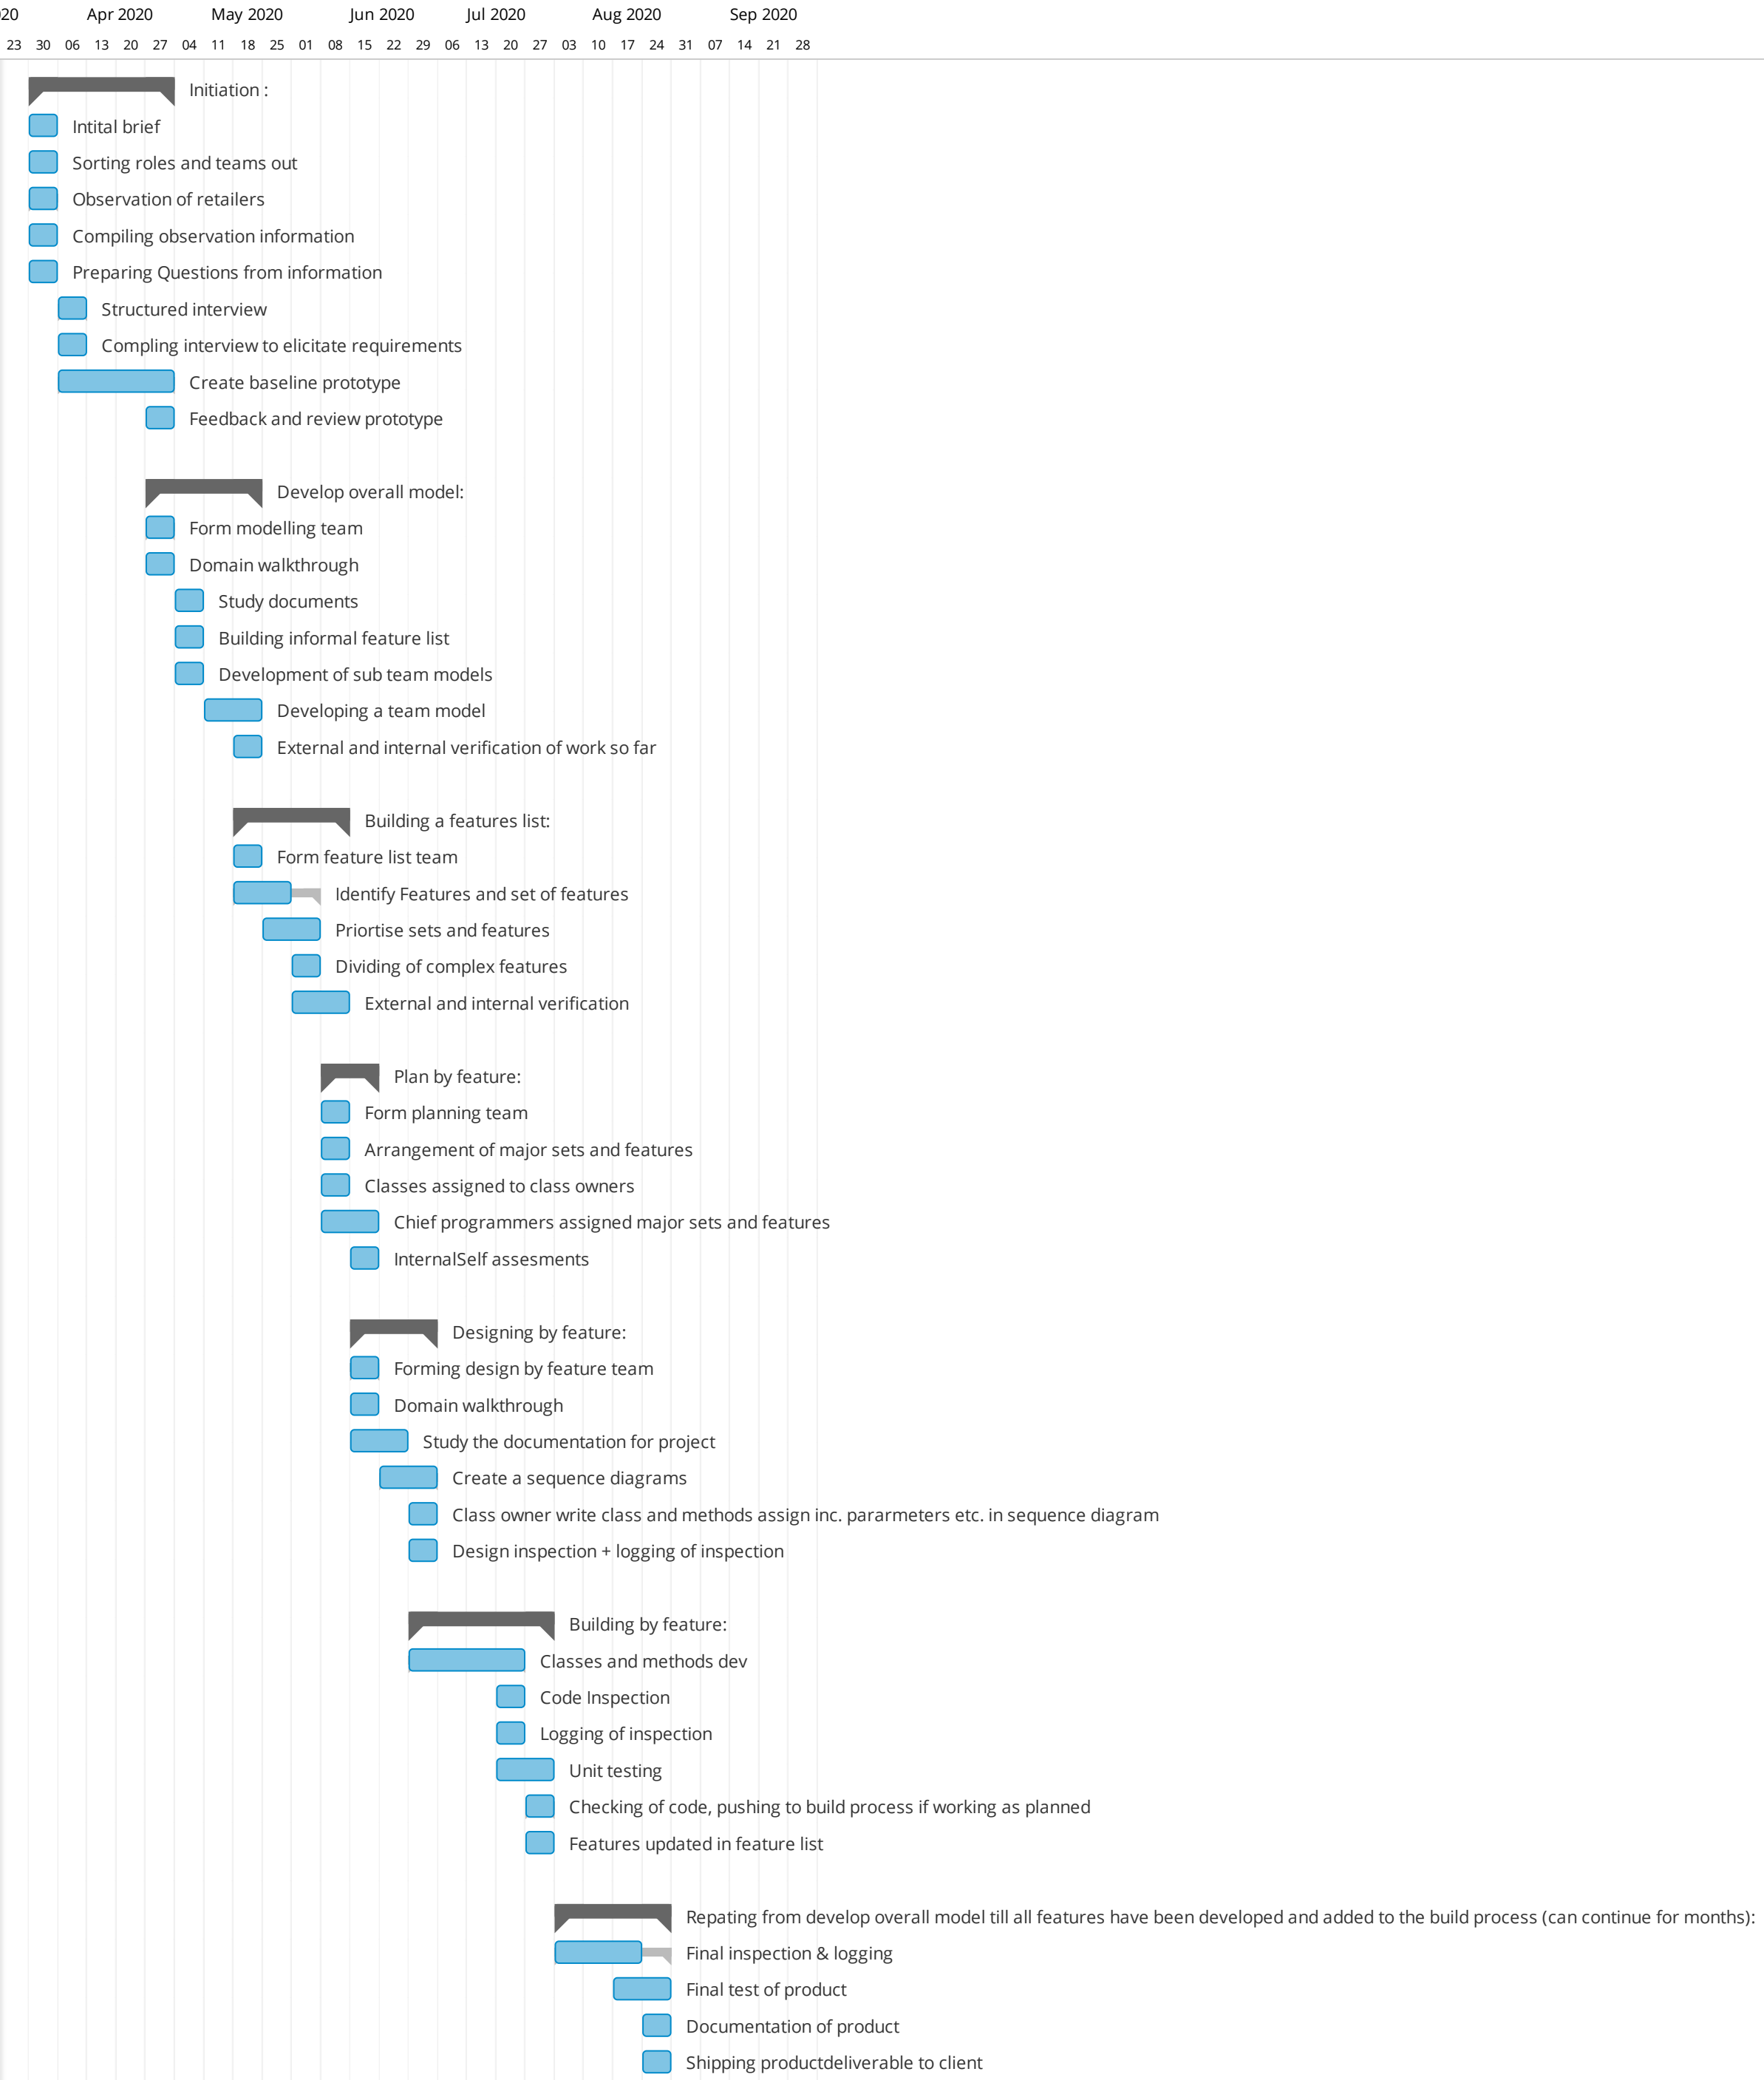 020 Apr 2020 May 2020 Jun 2020 Jul 2020 Aug 2020 Sep 2020
23 30 06 13 20 27 04 11 18 25 01 08 15 22 29 06 13 20 27 03 10 17 24 31 07 14 21 28
Initiation :
Intital brief
Sorting roles and teams out
Observation of retailers
Compiling observation information
Preparing Questions from information
Structured interview
Compling interview to elicitate requirements
Create baseline prototype
Feedback and review prototype
Develop overall model:
Form modelling team
Domain walkthrough
Study documents
Building informal feature list
Development of sub team models
Developing a team model
External and internal verification of work so far
Building a features list:
Form feature list team
Identify Features and set of features
Priortise sets and features
Dividing of complex features
External and internal verification
Plan by feature:
Form planning team
Arrangement of major sets and features
Classes assigned to class owners
Chief programmers assigned major sets and features
InternalSelf assesments
Designing by feature:
Forming design by feature team
Domain walkthrough
Study the documentation for project
Create a sequence diagrams
Class owner write class and methods assign inc. pararmeters etc. in sequence diagram
Design inspection + logging of inspection
Building by feature:
Classes and methods dev
Code Inspection
Logging of inspection
Unit testing
Checking of code, pushing to build process if working as planned
Features updated in feature list
Repating from develop overall model till all features have been developed and added to the build process (can continue for months):
Final inspection & logging
Final test of product
Documentation of product
Shipping productdeliverable to client